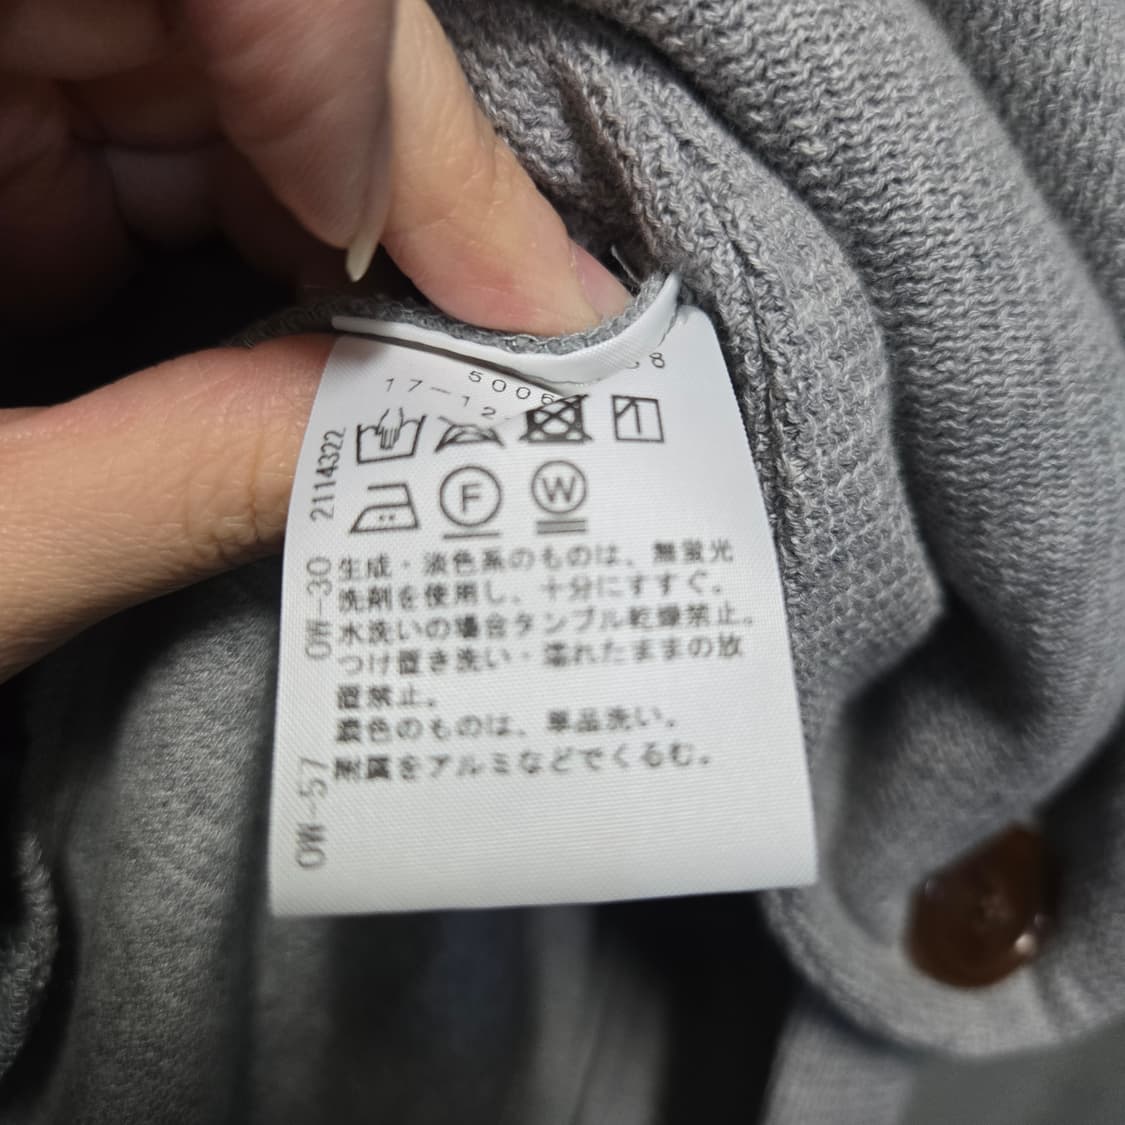 17-12
5006
8
F
W
生成・淡色系のものは、無蛍光
洗剤を使用し、十分にすすぐ。
水洗いの場合タンブル乾燥禁止。
つけ置き洗い・濡れたままの放
置禁止。
濃色のものは、単品洗い。
附属をアルミなどでくるむ。
2114322
OW-30
OW-57